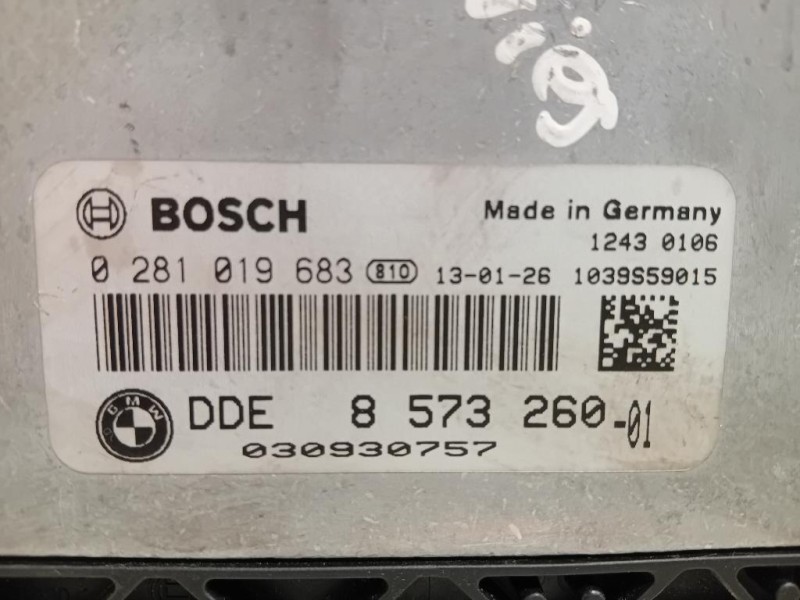 BOSCH
Made in Germany
1243 0106
0 281 019 683 810 13-01-26 1039S59015
BMW DDE 8 573 260-01
030930757